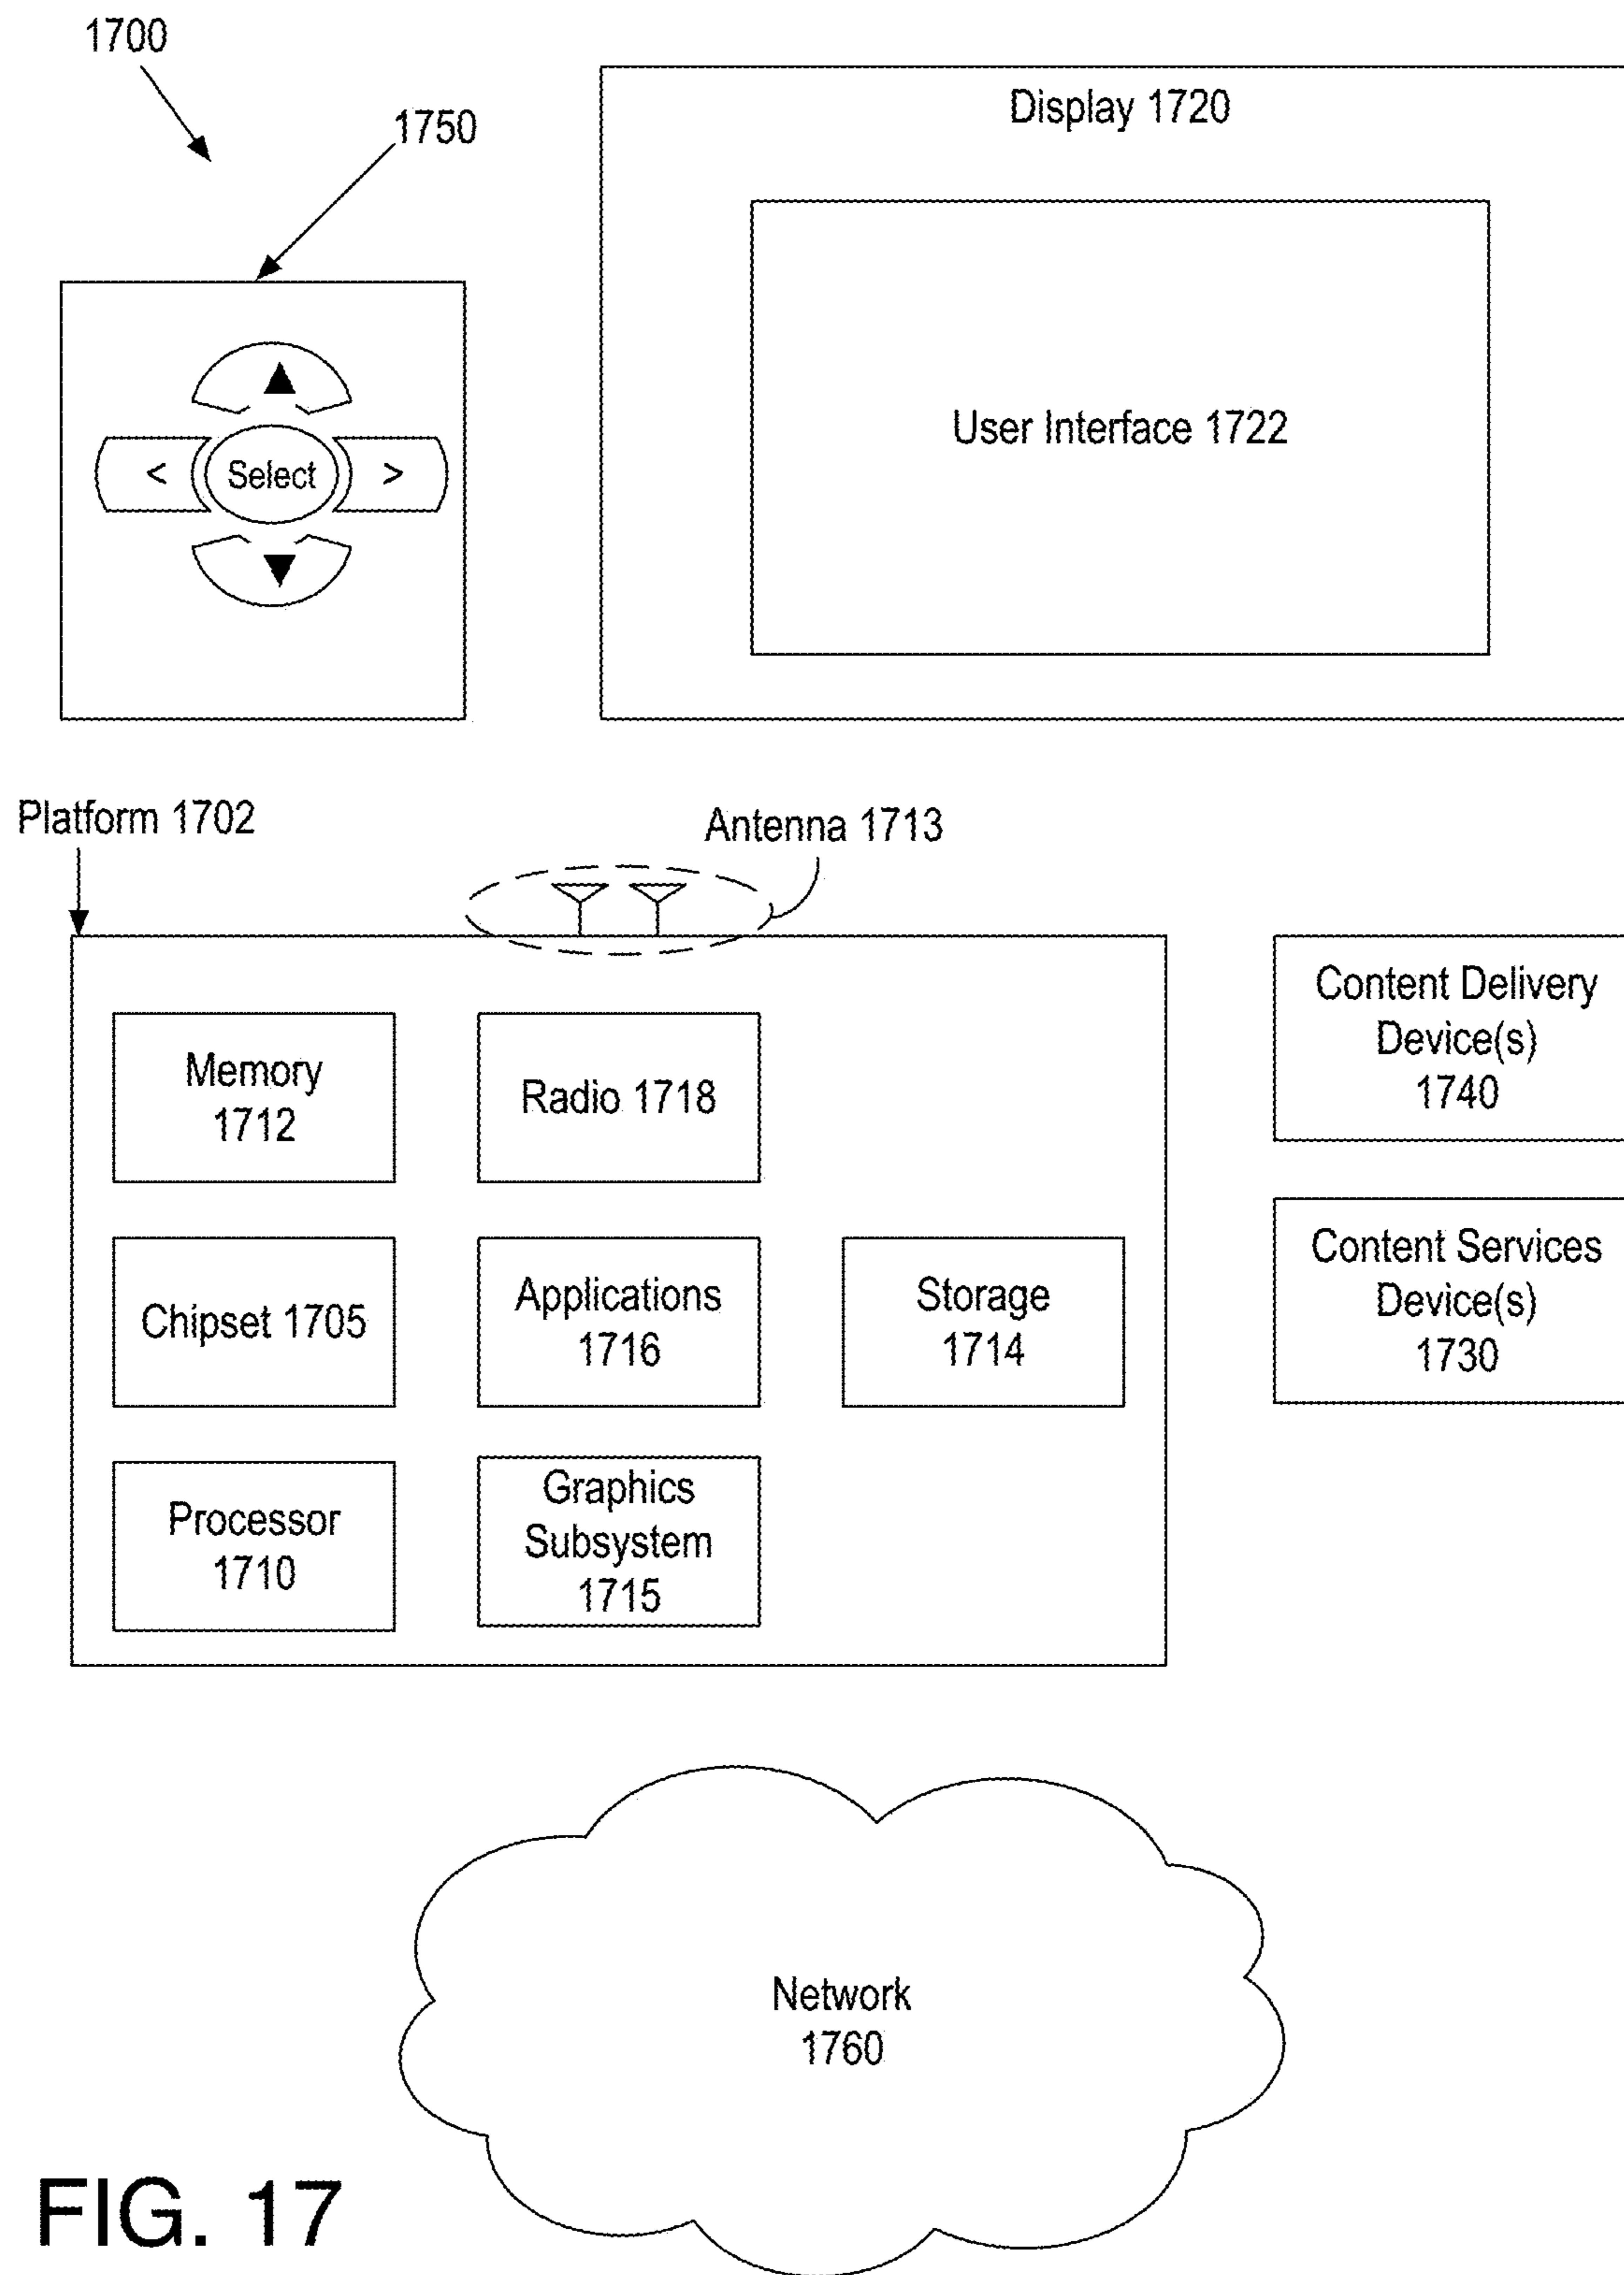 1700
1750
Display 1720
User Interface 1722
<
Select
>
Platform 1702
Antenna 1713
Memory
1712
Radio 1718
Chipset 1705
Applications
1716
Storage
1714
Processor
1710
Graphics
Subsystem
1715
Content Delivery
Device(s)
1740
Content Services
Device(s)
1730
Network
1760
FIG. 17